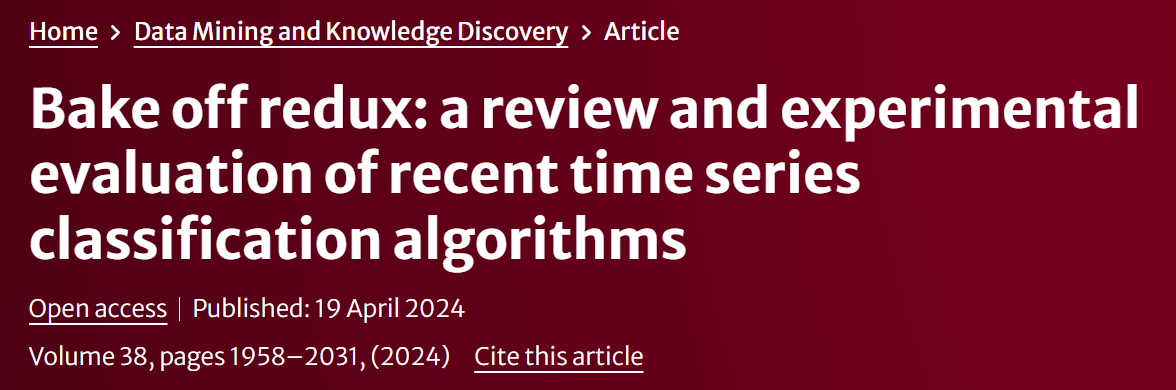 Home > Data Mining and Knowledge Discovery > Article
Bake off redux: a review and experimental
evaluation of recent time series
classification algorithms
Open access | Published: 19 April 2024
Volume 38, pages 1958–2031, (2024) Cite this article